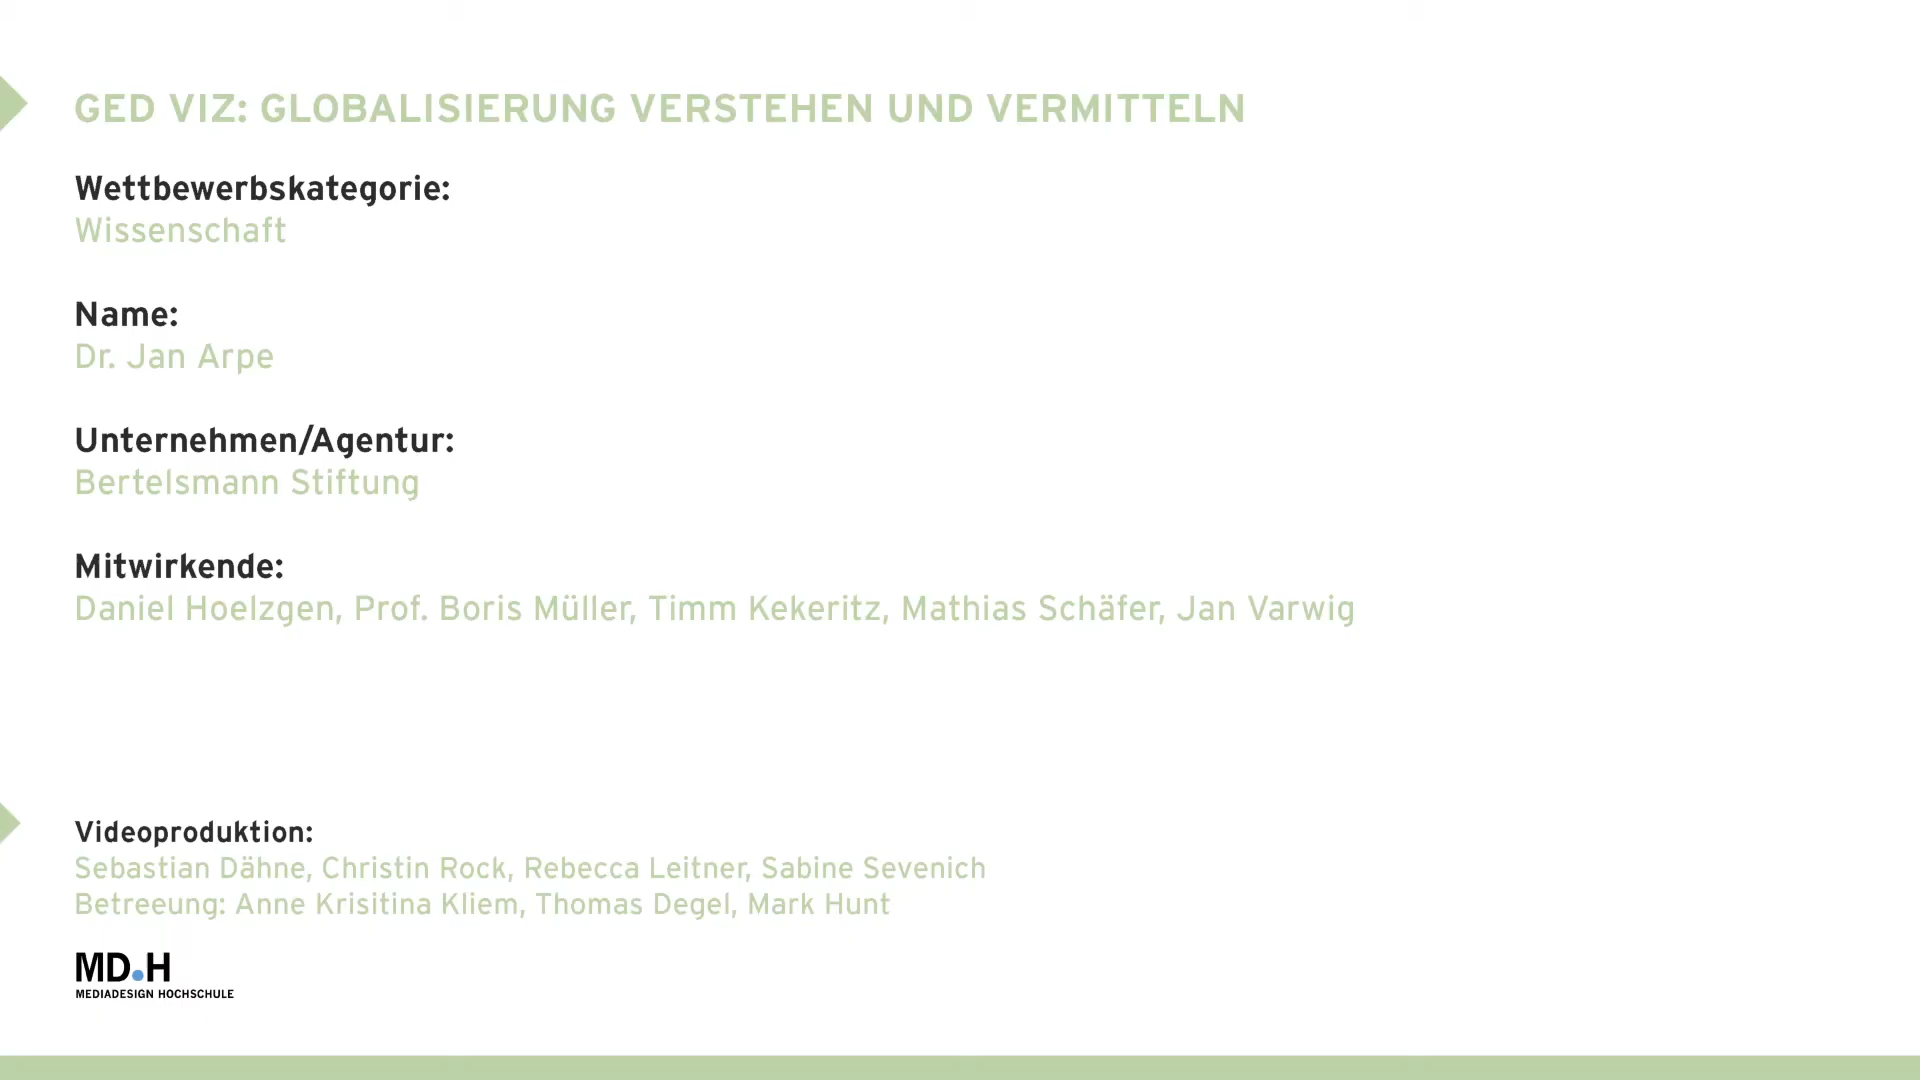 GED VIZ: GLOBALISIERUNG VERSTEHEN UND VERMITTELN
Wettbewerbskategorie:
Wissenschaft
Name:
Dr. Jan Arpe
Unternehmen/Agentur:
Bertelsmann Stiftung
Mitwirkende:
Daniel Hoelzgen, Prof. Boris Müller, Timm Kekeritz, Mathias Schäfer, Jan Varwig
Videoproduktion:
Sebastian Dähne, Christin Rock, Rebecca Leitner, Sabine Sevenich
Betreeung: Anne Krisitina Kliem, Thomas Degel, Mark Hunt
MD.H
MEDIADESIGN HOCHSCHULE